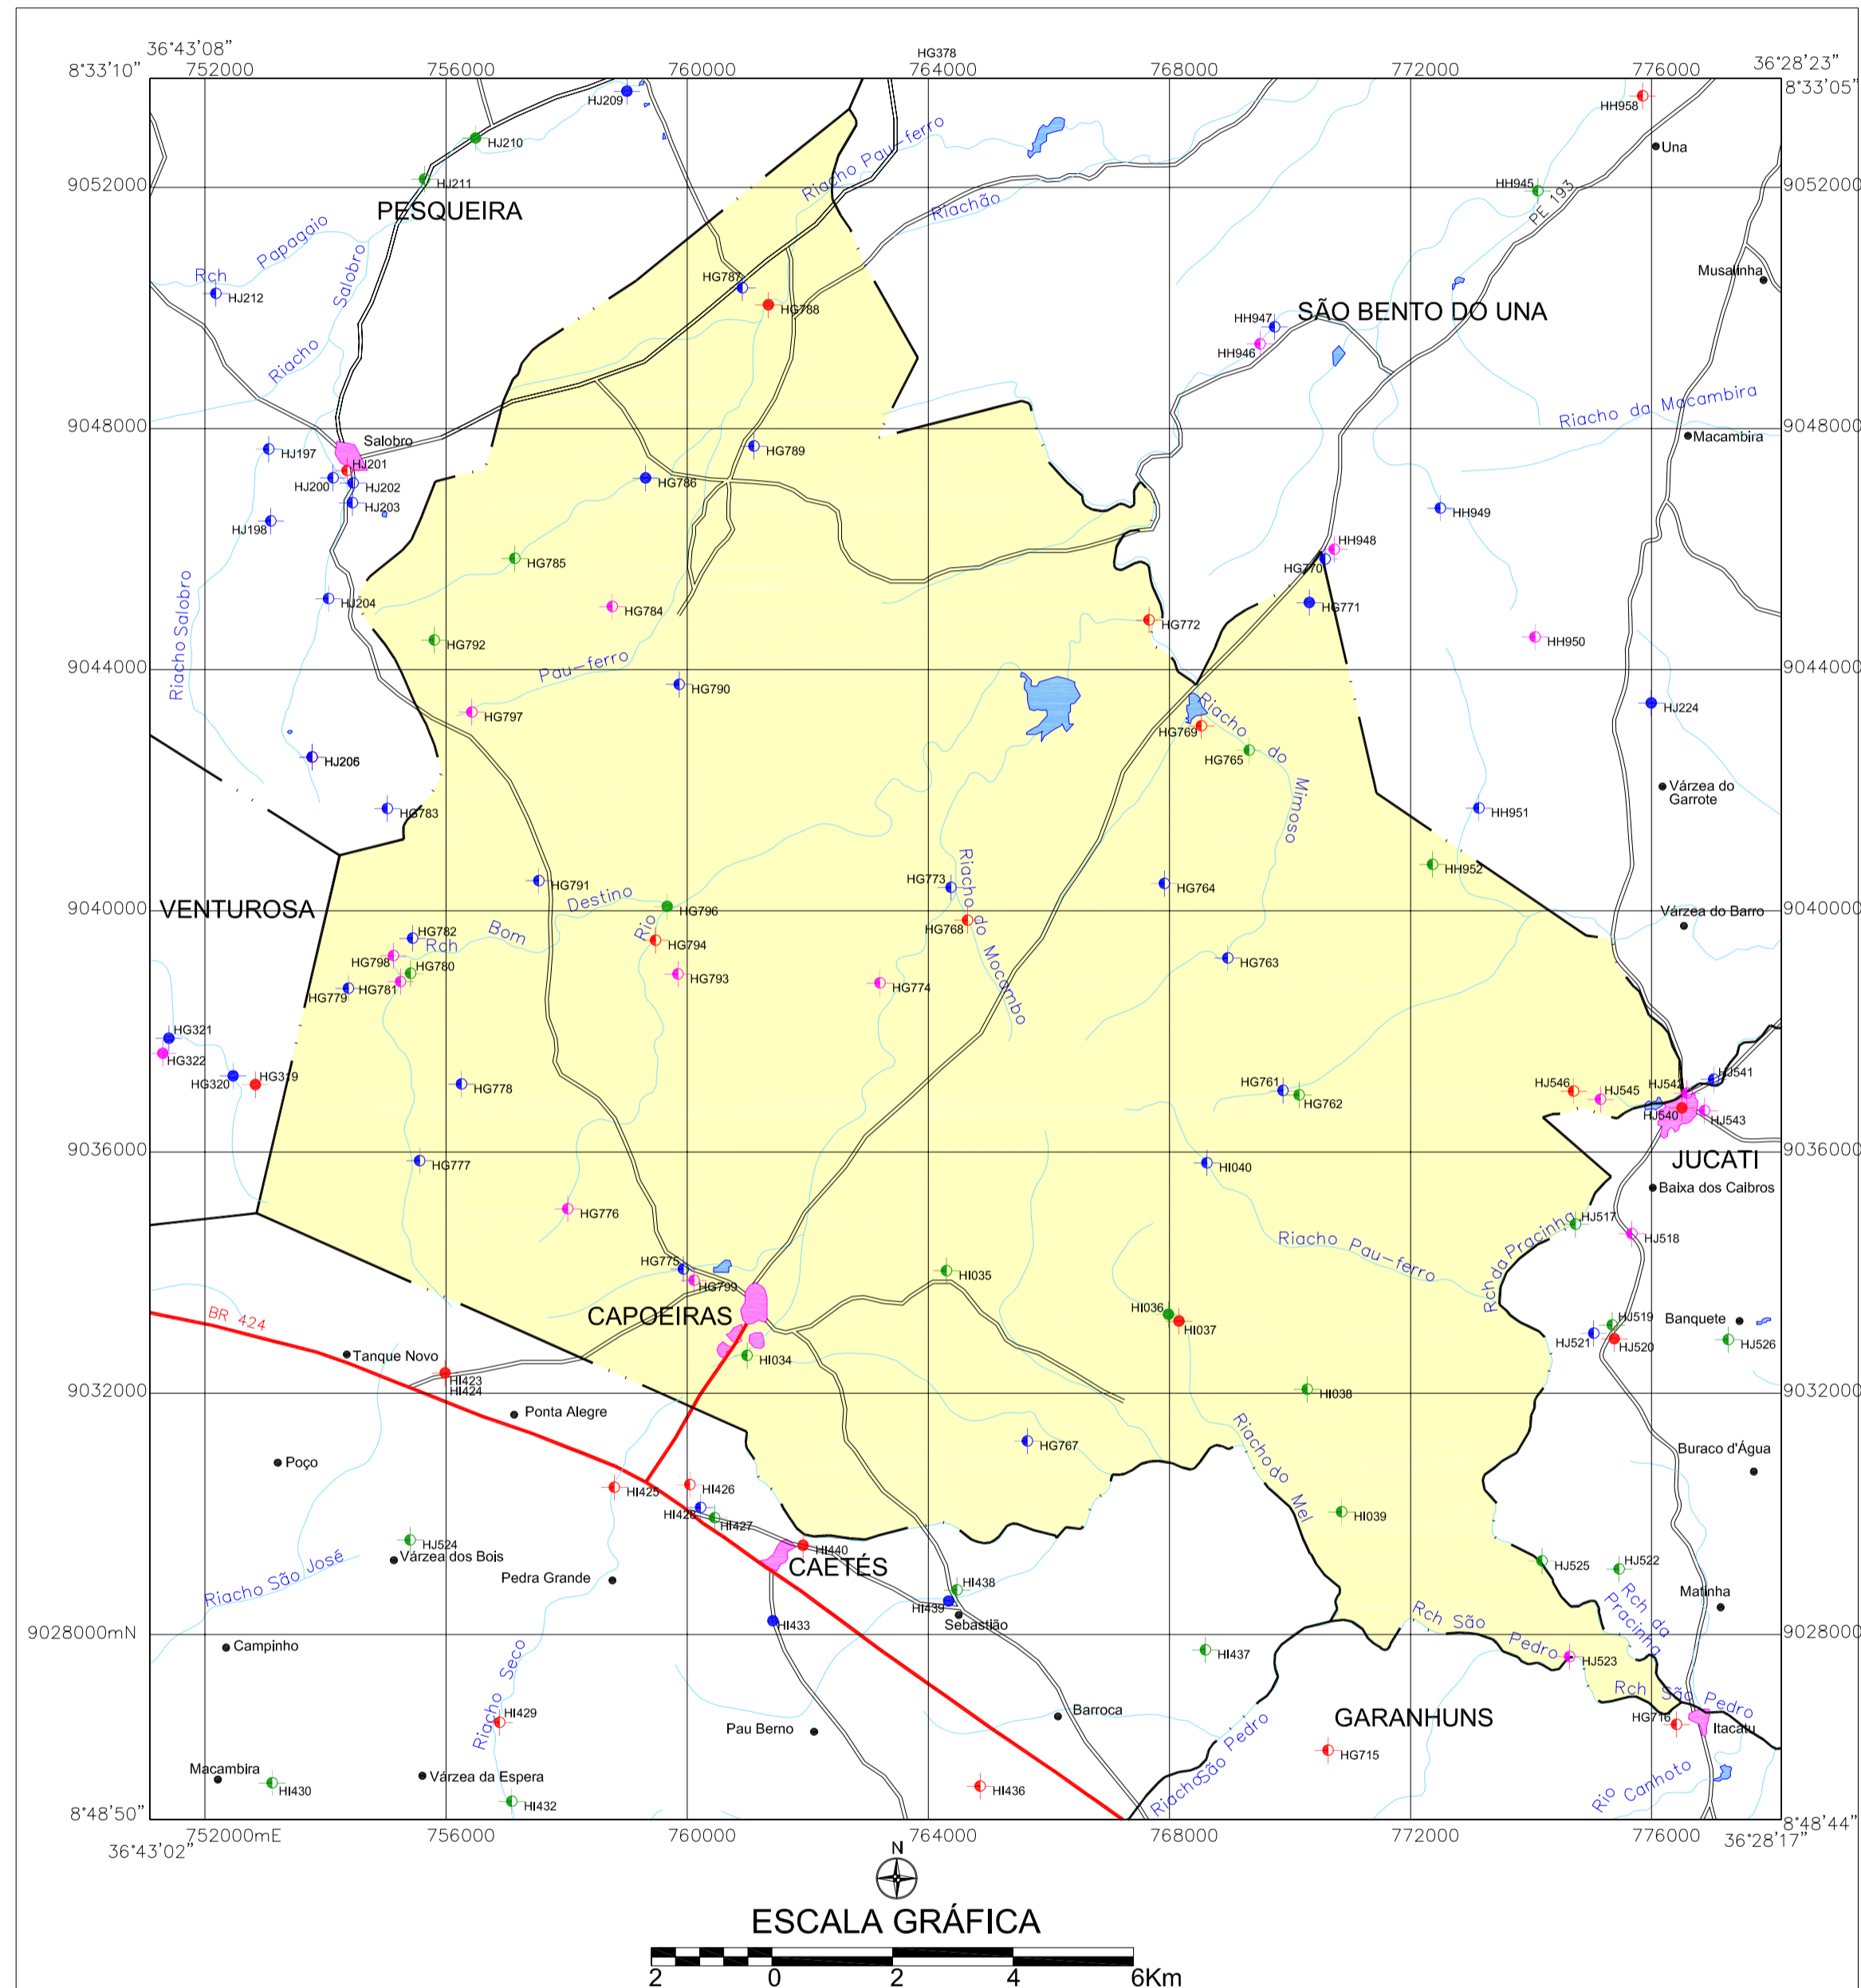 36°43'08"
HG378
36°28'23"
8°33'10"
752000
756000
760000
764000
768000
772000
776000
8°33'05"
HJ209
HH958
HJ210
Una
Riacho Pau-ferro
HJ211
9052000
HH945
9052000
PE 193
PESQUEIRA
Riachão
Papagaio
Salobro
Rch
HJ212
HG787
Musalinha
HG788
SÃO BENTO DO UNA
HH947
HH946
Riacho
Riacho da Macambira
9048000
Salobro
Macambira
9048000
HJ197
HJ201
HG789
HJ200
HJ202
HG786
HJ203
HH949
HJ198
HH948
HG785
HG770
Riacho Salobro
HJ204
HG784
HG771
HG772
HG792
HH950
Pau-ferro
9044000
9044000
HG790
HJ224
HG797
Riacho do Mimoso
HG769
HG765
HJ206
Várzea do
Garrote
HG783
HH951
HH952
HG791
HG773
Riacho do Mocambo
HG764
Destino
VENTUROSA
9040000
HG796
Várzea do Barro
9040000
HG782
Rch
Bom
Rio
HG768
HG794
HG798
HG780
HG763
HG793
HG774
HG779
HG781
HG321
HG322
HG320
HG319
HG778
HG761
HG762
HJ546
HJ545
HJ542
HJ541
HJ540
HJ543
9036000
HG777
HI040
JUCATI
9036000
Baixa dos Caibros
HG776
HJ517
HJ518
Rch da Pracinha
Riacho Pau-ferro
HG775
HI035
HG799
CAPOEIRAS
BR 424
HI036
HI037
HJ519
HJ521
HJ520
Banquete
HJ526
Tanque Novo
HI034
HI423
HI424
9032000
HI038
9032000
Ponta Alegre
Riacho do Mel
HG767
Buraco d'Água
Poço
HI425
HI426
HI428
HI427
HI039
HJ524
Várzea dos Bois
HI440
CAETÉS
HJ525
HJ522
Riacho São José
Pedra Grande
HI438
HI439
Rch da
Pracinha
Matinha
HI433
Sebastião
Rch São Pedro
9028000mN
Campinho
HI437
9028000
HJ523
Riacho Seco
Rch São Pedro
HI429
Pau Berno
Barroca
GARANHUNS
HG716
Itacatu
HG715
Riacho São Pedro
Macambira
HI430
Várzea da Espera
HI436
Rio Canhoto
HI432
8°48'50"
752000mE
756000
760000
764000
768000
772000
776000
8°48'44"
36°43'02"
36°28'17"
N
ESCALA GRÁFICA
2
0
2
4
6Km